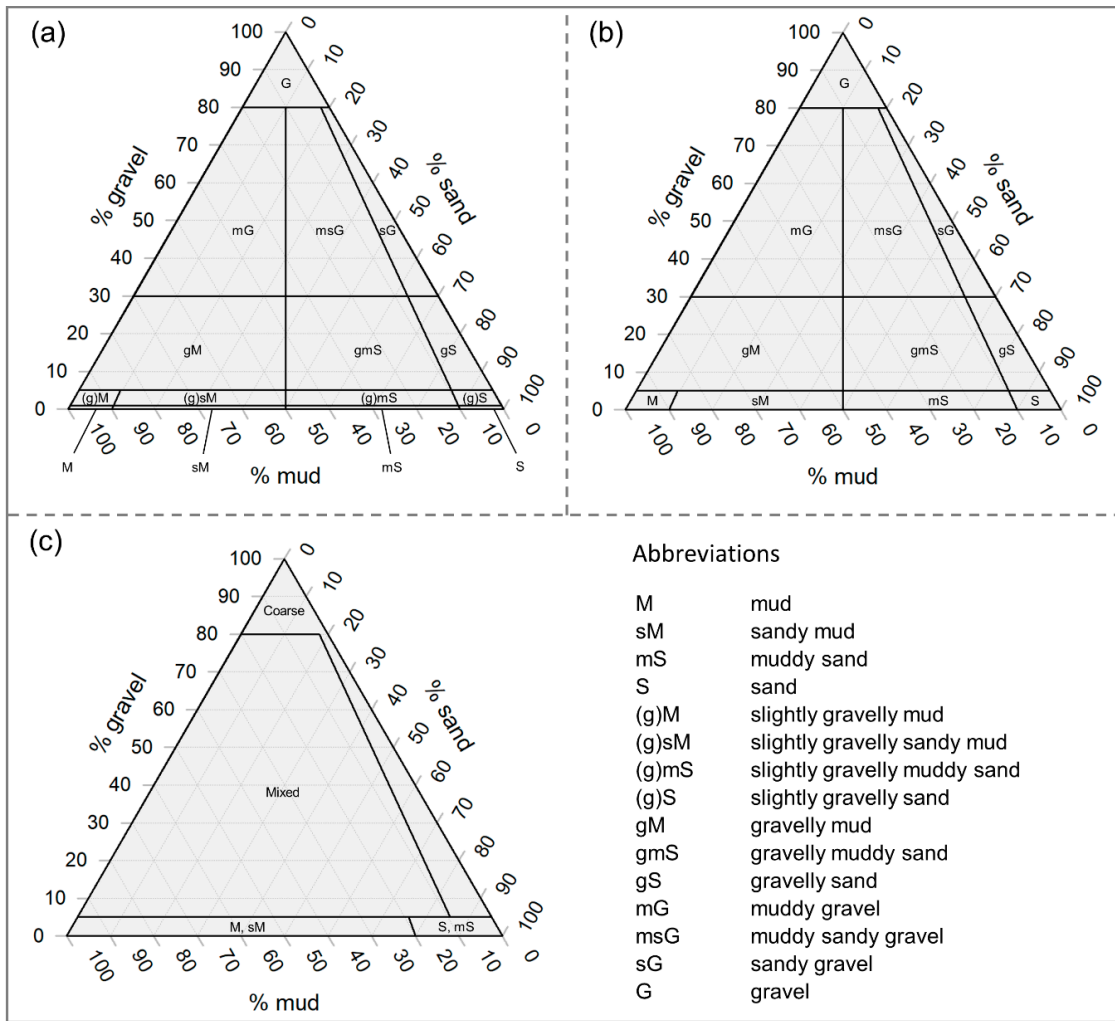 (a)
% gravel
100
90
80
70
60
50
40
30
20
10
0
% sand
0
10
20
30
40
50
60
70
80
90
100
% mud
100
90
80
70
60
50
40
30
20
10
0
G
mG
msG
sG
gM
gmS
gS
(g)M
(g)sM
(g)mS
(g)S
M
sM
mS
S
(b)
% gravel
100
90
80
70
60
50
40
30
20
10
0
% sand
0
10
20
30
40
50
60
70
80
90
100
% mud
100
90
80
70
60
50
40
30
20
10
0
G
mG
msG
sG
gM
gmS
gS
M
sM
mS
S
(c)
% gravel
100
90
80
70
60
50
40
30
20
10
0
% sand
0
10
20
30
40
50
60
70
80
90
100
% mud
100
90
80
70
60
50
40
30
20
10
0
Coarse
Mixed
M, sM
S, mS
Abbreviations
M mud
sM sandy mud
mS muddy sand
S sand
(g)M slightly gravelly mud
(g)sM slightly gravelly sandy mud
(g)mS slightly gravelly muddy sand
(g)S slightly gravelly sand
gM gravelly mud
gmS gravelly muddy sand
gS gravelly sand
mG muddy gravel
msG muddy sandy gravel
sG sandy gravel
G gravel